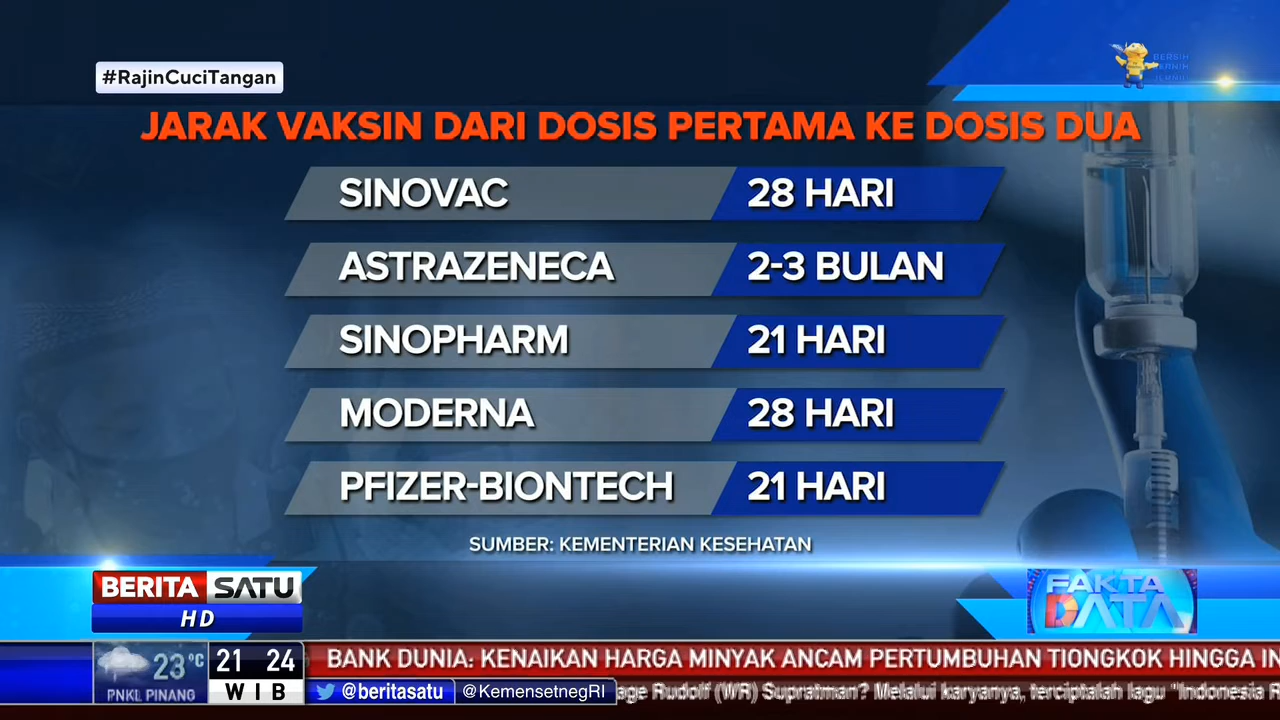 #RajinCuciTangan
BERSIH
JARAK VAKSIN DARI DOSIS PERTAMA KE DOSIS DUA
SINOVAC 28 HARI
ASTRAZENECA 2-3 BULAN
SINOPHARM 21 HARI
MODERNA 28 HARI
PFIZER-BIONTECH 21 HARI
SUMBER: KEMENTERIAN KESEHATAN
BERITA SATU
HD
FAKTA
DATA
23°C
PNKL PINANG
21 24
WIB
BANK DUNIA: KENAIKAN HARGA MINYAK ANCAM PERTUMBUHAN TIONGKOK HINGGA IN
@beritasatu @KemensetnegRI age Rudolf (WR) Supratman? Melalui karyanya, terciptalah lagu "Indonesia R